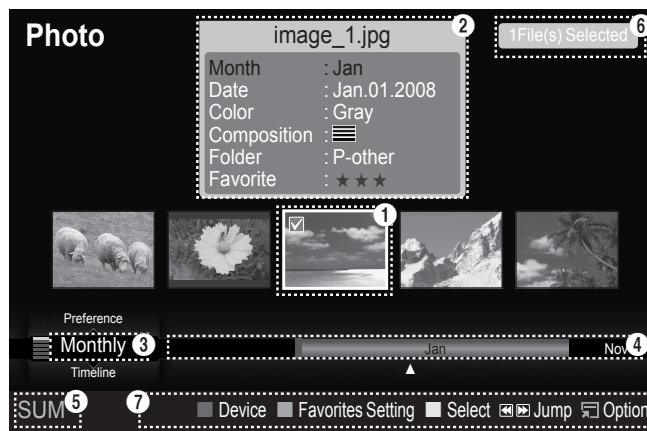 Photo
image_1.jpg
2
1File(s) Selected
6
Month : Jan
Date : Jan.01.2008
Color : Gray
Composition :
Folder : P-other
Favorite : ★★★
1
Preference
Monthly
3
Jan
Nov
4
Timeline
SUM
5
7
Device
Favorites Setting
Select
Jump
Option